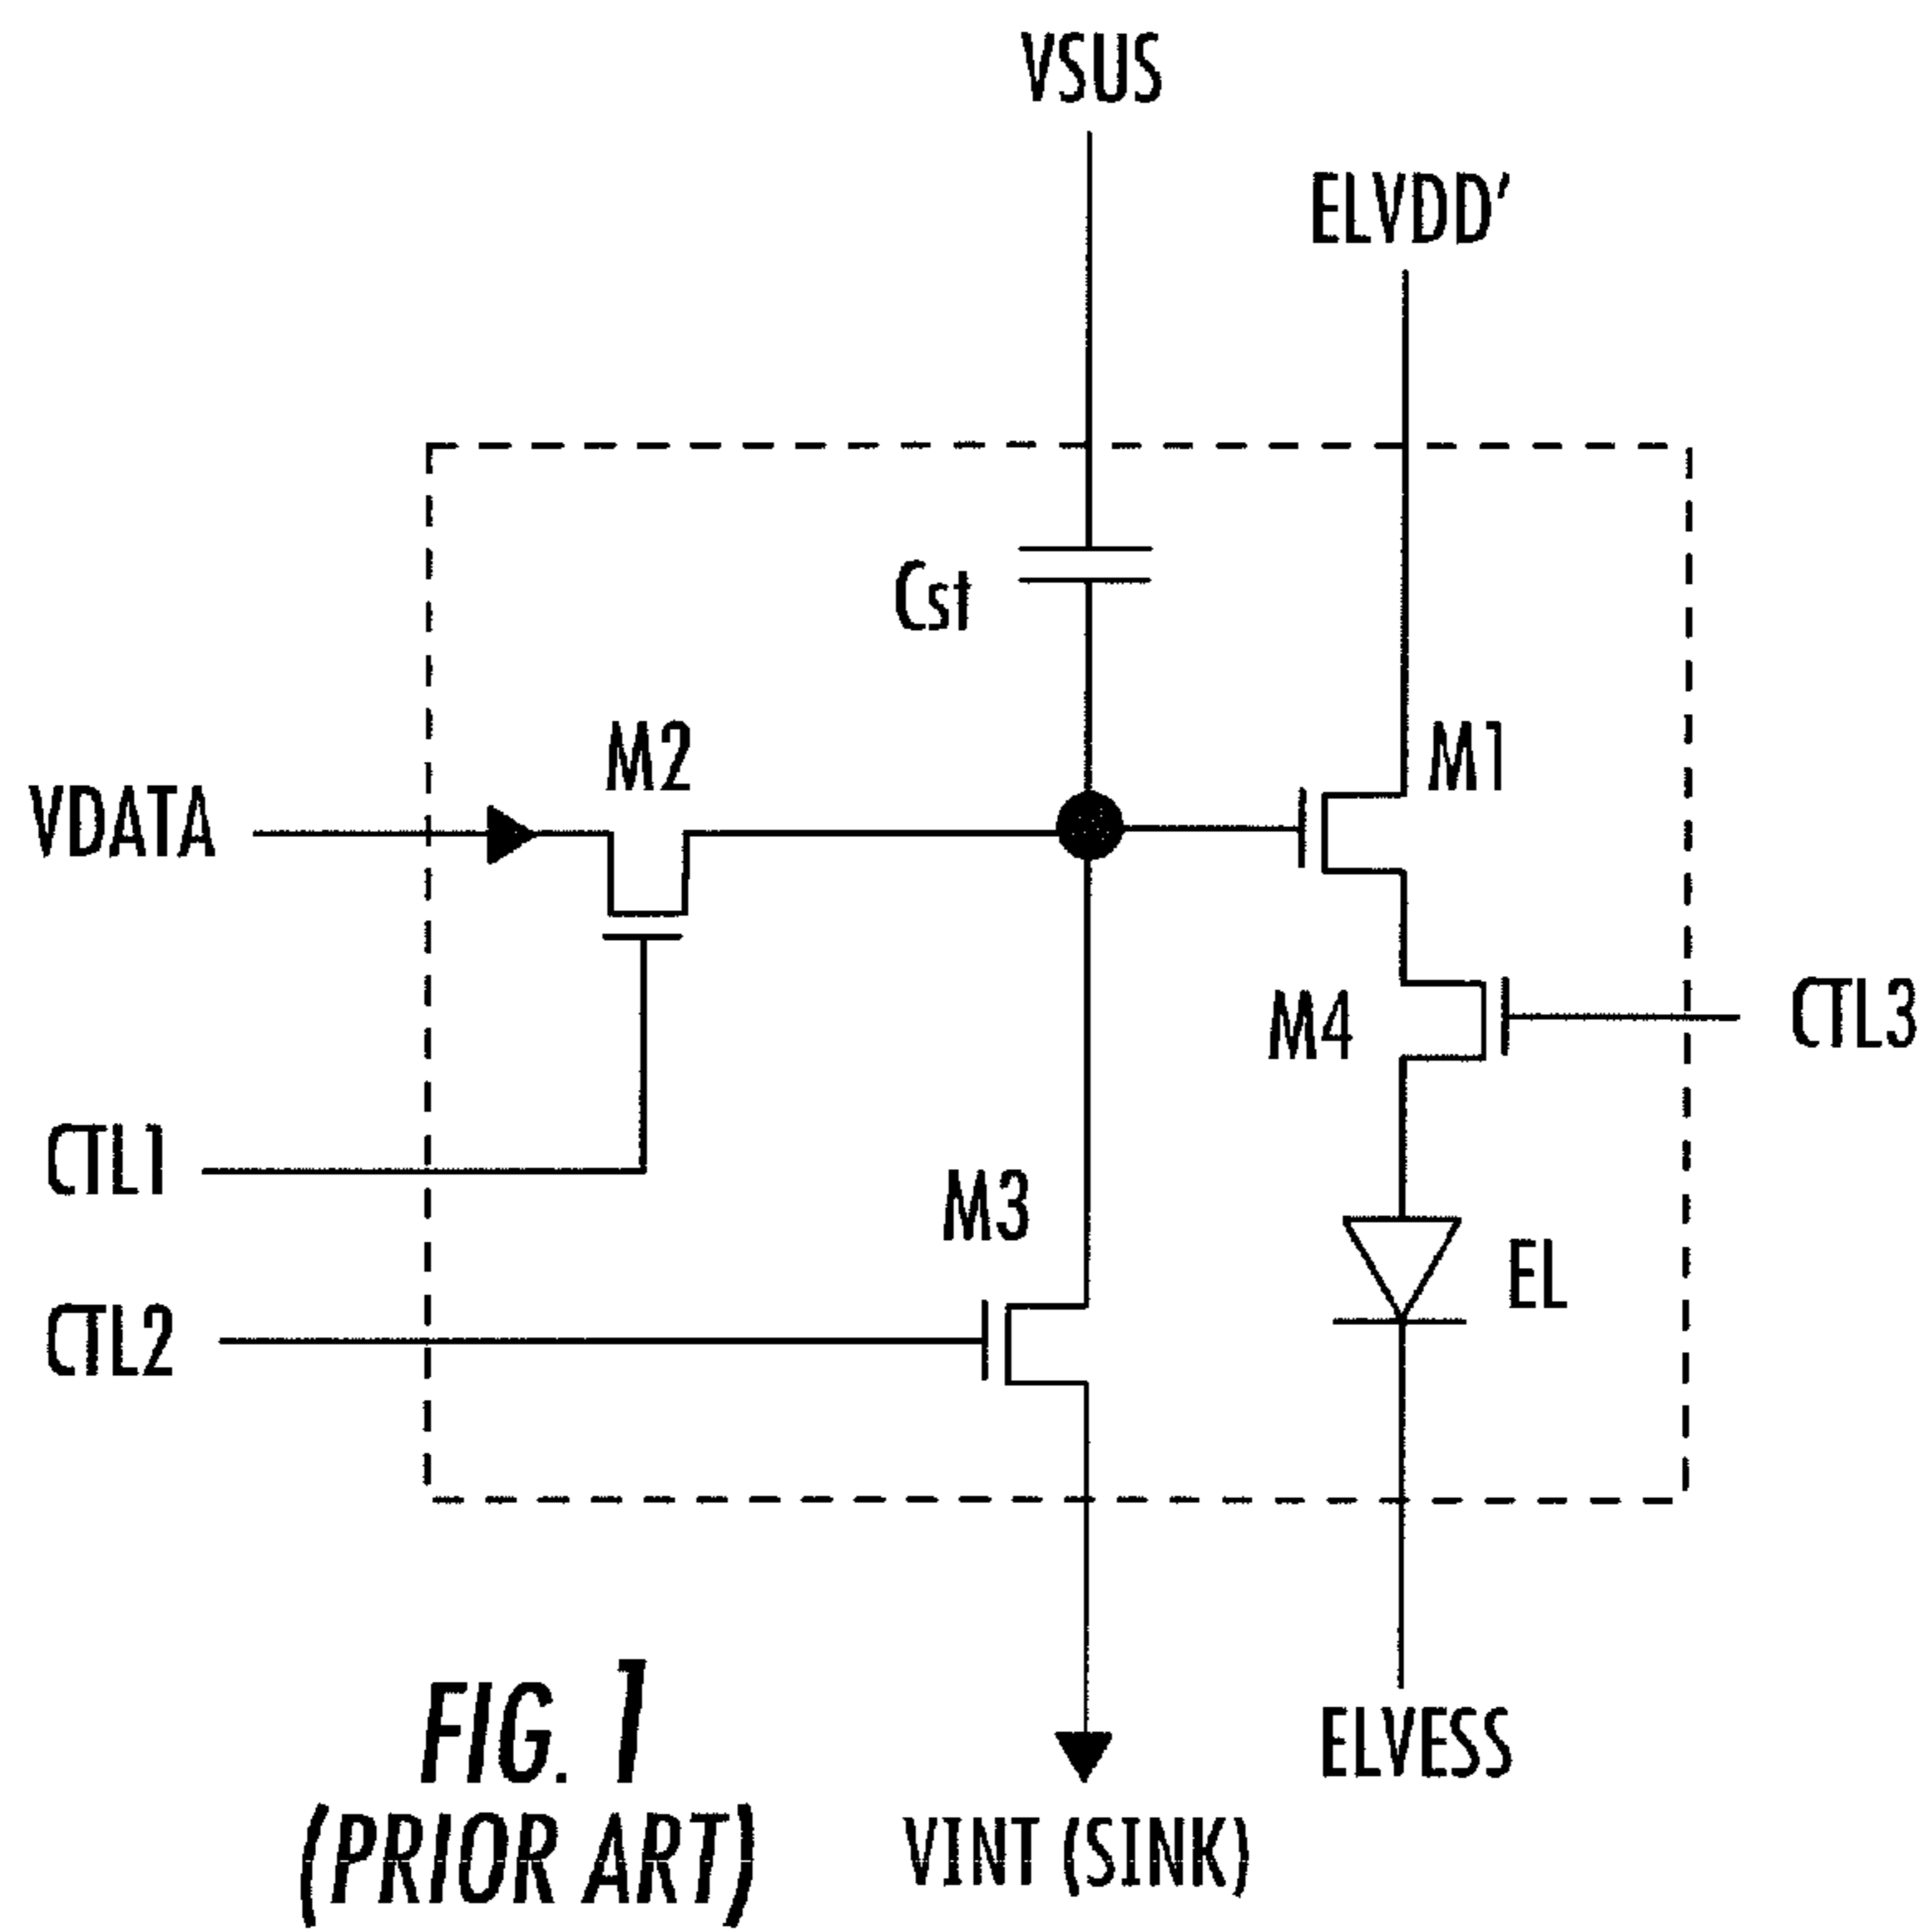 VSUS
ELVDD'
Cst
M2
M1
VDATA
M4
CTL3
CTL1
M3
EL
CTL2
ELVESS
FIG. 1
(PRIOR ART)
VINT (SINK)